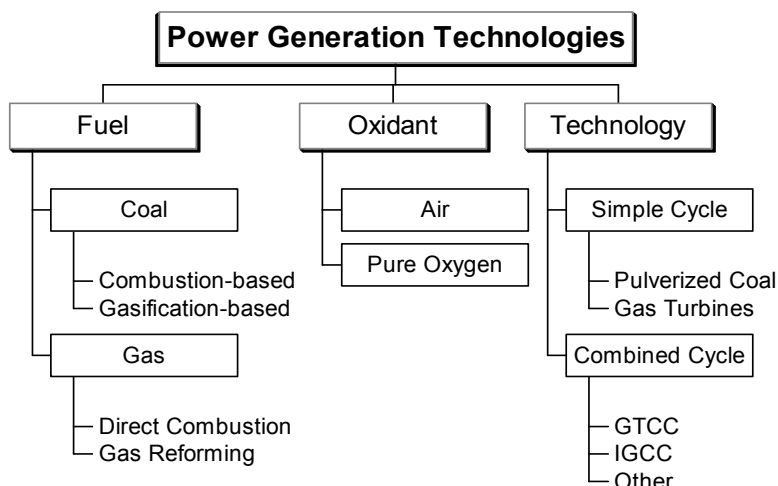 Power Generation Technologies
Fuel
Oxidant
Technology
Coal
Combustion-based
Gasification-based
Gas
Direct Combustion
Gas Reforming
Air
Pure Oxygen
Simple Cycle
Pulverized Coal
Gas Turbines
Combined Cycle
GTCC
IGCC
Other